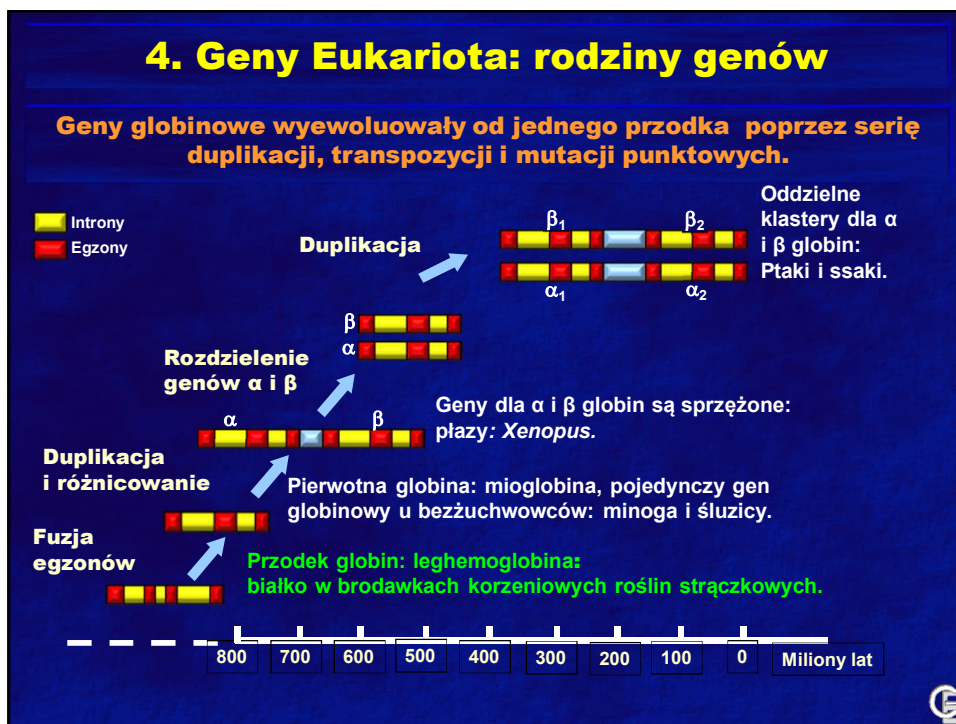 4. Geny Eukariota: rodziny genów
Geny globinowe wyewoluowały od jednego przodka poprzez serię
duplikacji, transpozycji i mutacji punktowych.
Introny
Egzony
Duplikacja
β1
β2
α1
α2
Oddzielne
klastery dla α
i β globin:
Ptaki i ssaki.
β
α
Rozdzielenie
genów α i β
α
β
Geny dla α i β globin są sprzężone:
płazy: Xenopus.
Duplikacja
i różnicowanie
Pierwotna globina: mioglobina, pojedynczy gen
globinowy u bezżuchwowców: minoga i śluzicy.
Fuzja
egzonów
Przodek globin: leghemoglobina:
białko w brodawkach korzeniowych roślin strączkowych.
800 700 600 500 400 300 200 100 0 Miliony lat